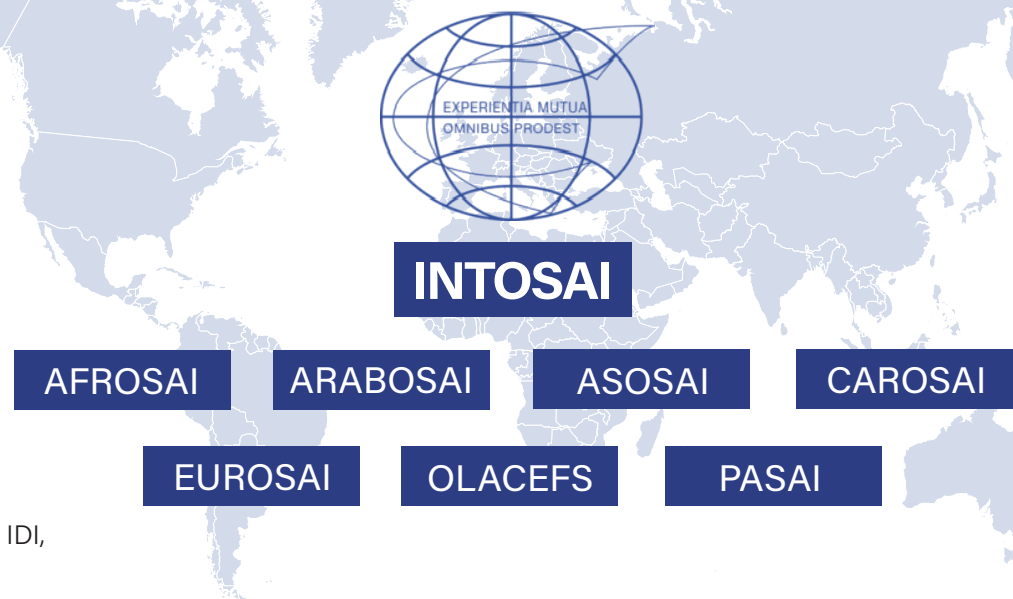 EXPERIENTIA MUTUA
OMNIBUS PRODEST
INTOSAI
AFROSAI ARABOSAI ASOSAI CAROSAI
EUROSAI OLACEFS PASAI
IDI,